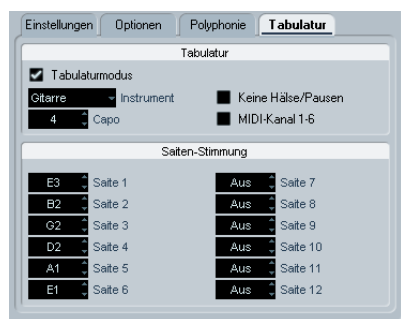 Einstellungen Optionen Polyphonie Tabulatur
Tabulatur
Tabulaturmodus
Gitarre Instrument Keine Hälse/Pausen
4 Capo MIDI-Kanal 1-6
Saiten-Stimmung
E3 Saite 1 Aus Saite 7
B2 Saite 2 Aus Saite 8
G2 Saite 3 Aus Saite 9
D2 Saite 4 Aus Saite 10
A1 Saite 5 Aus Saite 11
E1 Saite 6 Aus Saite 12